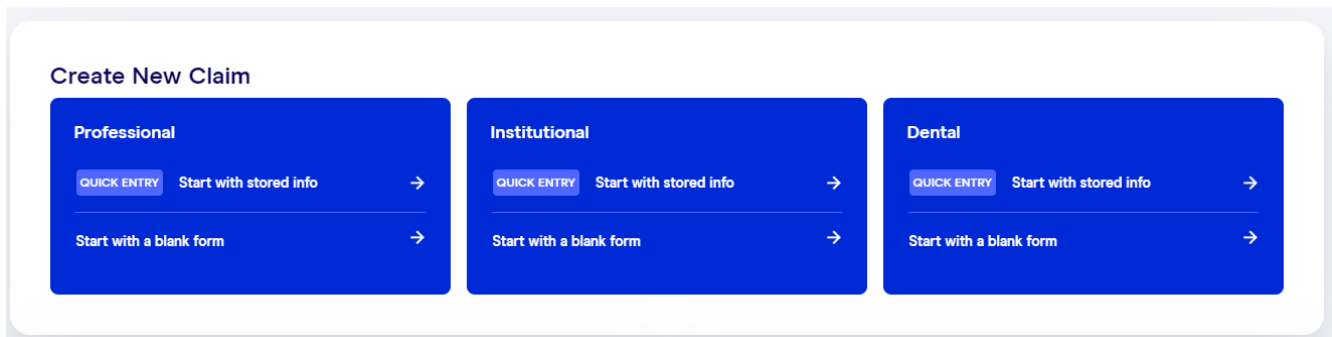 Create New Claim
Professional
QUICK ENTRY Start with stored info
Start with a blank form
Institutional
QUICK ENTRY Start with stored info
Start with a blank form
Dental
QUICK ENTRY Start with stored info
Start with a blank form